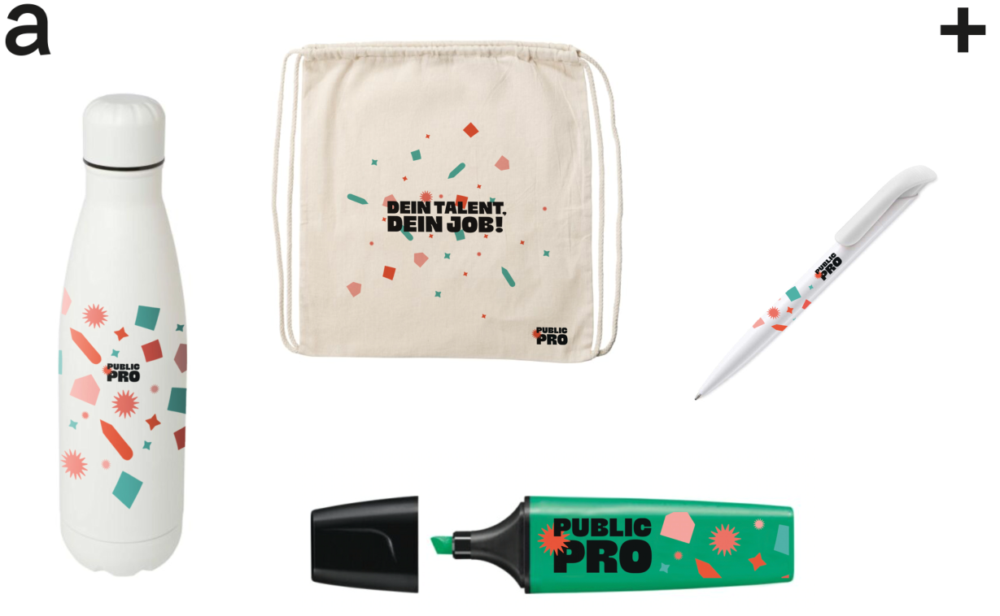 a
+
DEIN TALENT,
DEIN JOB!
PUBLIC
PRO
PUBLIC
PRO
PUBLIC
PRO
PUBLIC
PRO